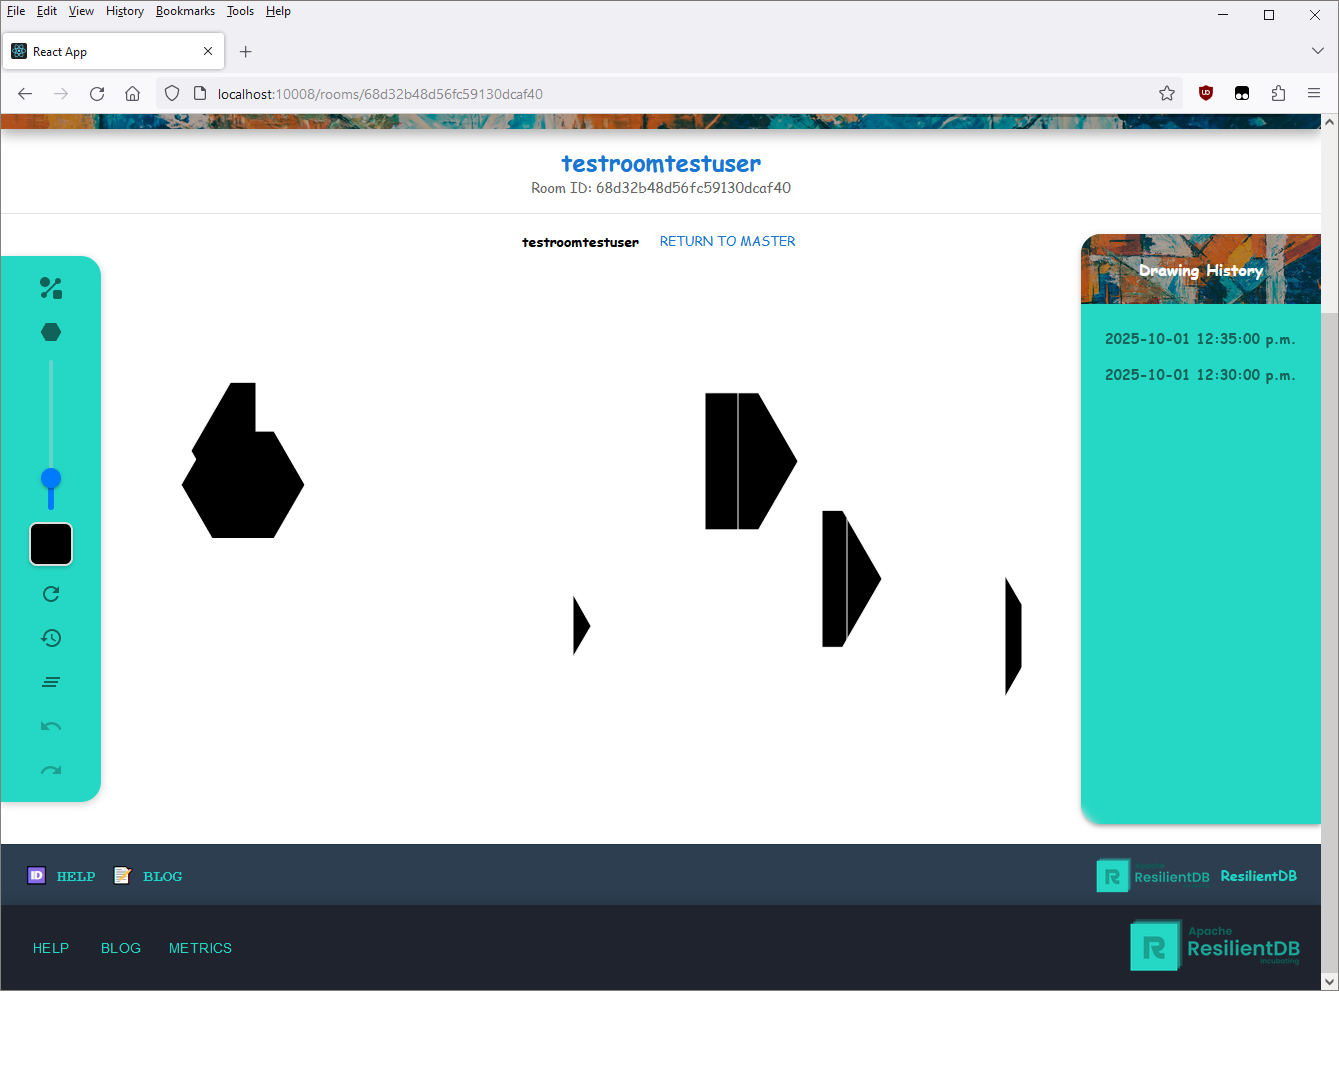 File Edit View History Bookmarks Tools Help
React App
localhost:10008/rooms/68d32b48d56fc59130dcaf40
testroomtestuser
Room ID: 68d32b48d56fc59130dcaf40
testroomtestuser RETURN TO MASTER
Drawing History
2025-10-01 12:35:00 p.m.
2025-10-01 12:30:00 p.m.
ID HELP BLOG
Apache
ResilientDB ResilientDB
HELP BLOG METRICS
Apache
ResilientDB
Incubating